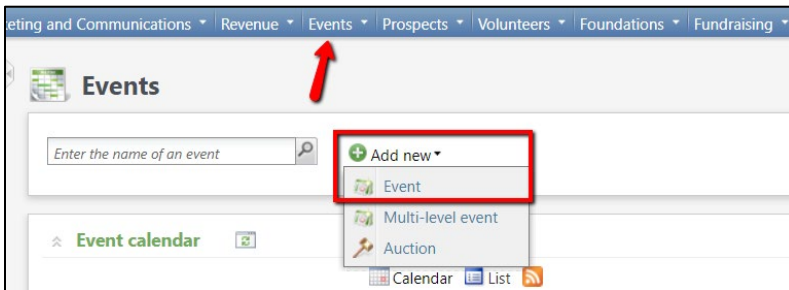 keting and Communications Revenue Events Prospects Volunteers Foundations Fundraising
Events
Enter the name of an event
Add new
Event
Multi-level event
Event calendar
Auction
Calendar List